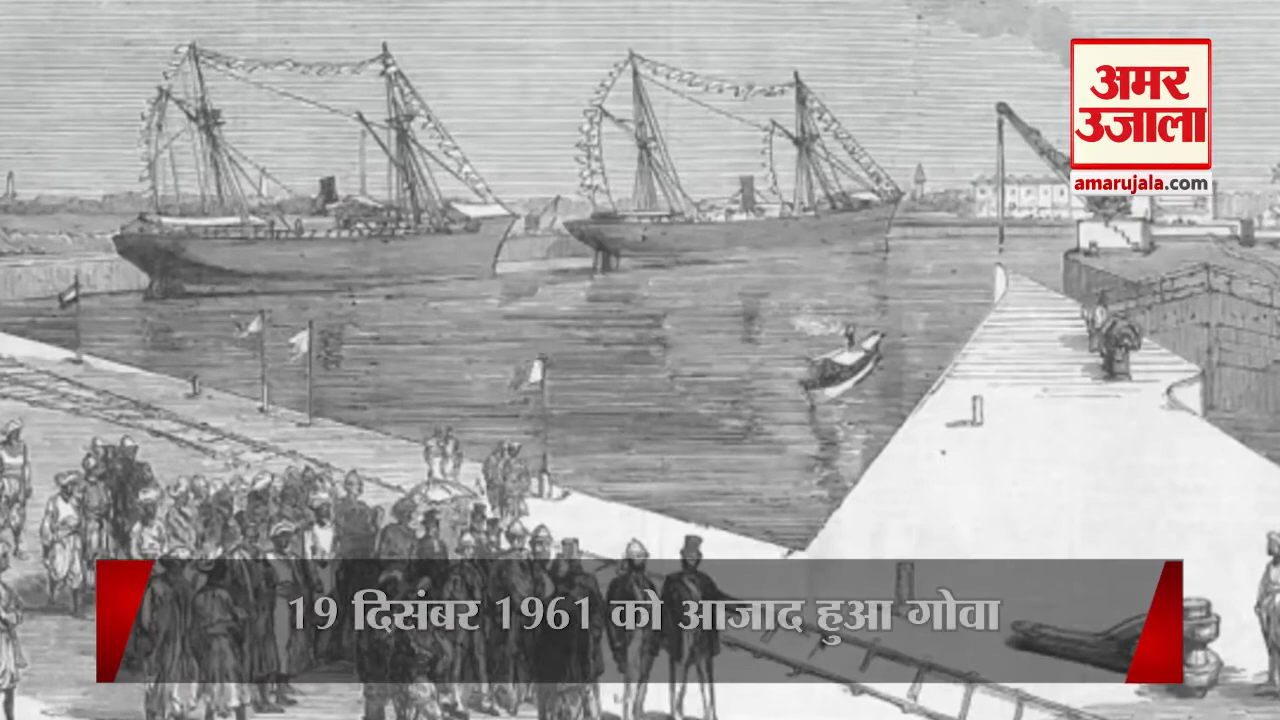 अमर
उजाला
amarujala.com
19 दिसंबर 1961 को आजाद हुआ गोवा